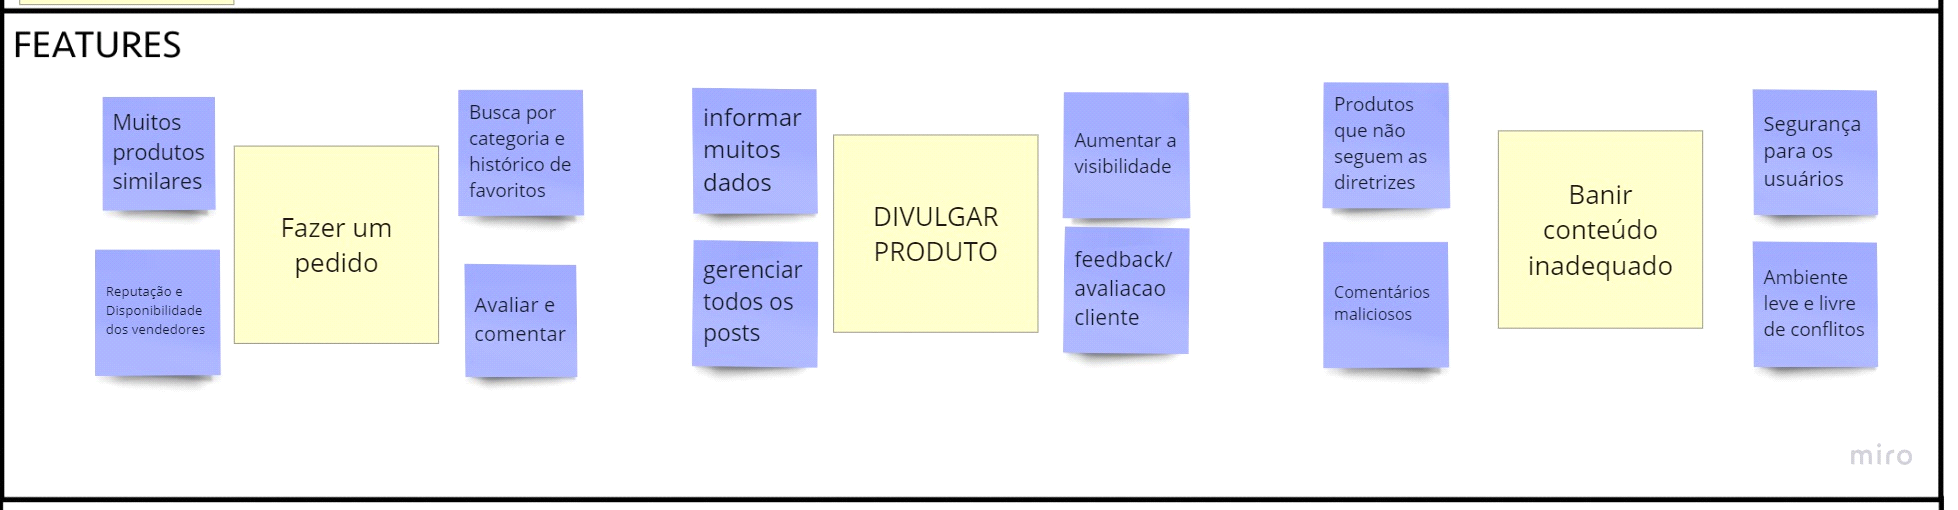 FEATURES
Muitos
produtos
similares
Reputação e
Disponibilidade
dos vendedores
Fazer um
pedido
Busca por
categoria e
histórico de
favoritos
Avaliar e
comentar
informar
muitos
dados
gerenciar
todos os
posts
DIVULGAR
PRODUTO
Aumentar a
visibilidade
feedback/
avaliacao
cliente
Produtos
que não
seguem as
diretrizes
Comentários
maliciosos
Banir
conteúdo
inadequado
Segurança
para os
usuários
Ambiente
leve e livre
de conflitos
miro